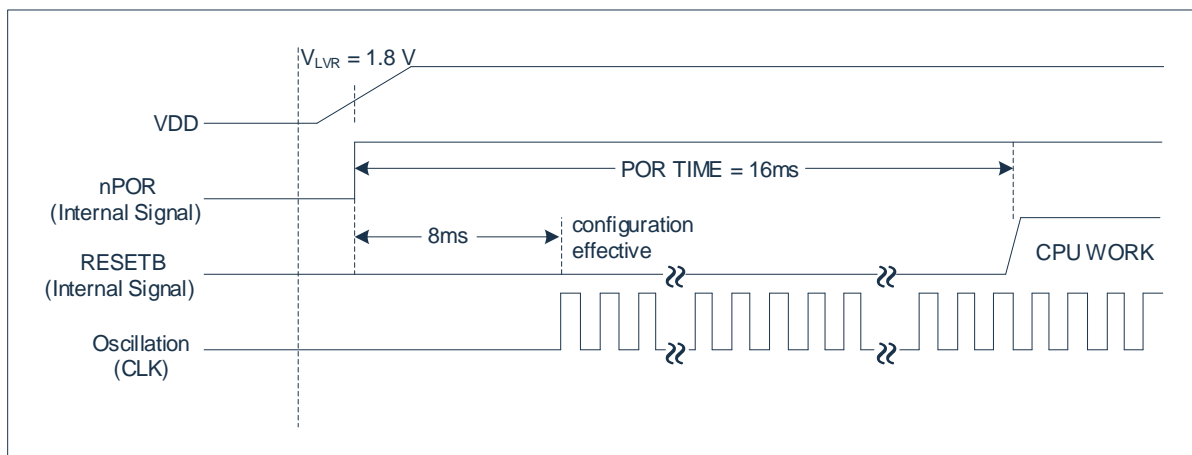 VLVR = 1.8 V
VDD
POR TIME = 16ms
nPOR
(Internal Signal)
8ms
configuration
effective
RESETB
(Internal Signal)
CPU WORK
Oscillation
(CLK)